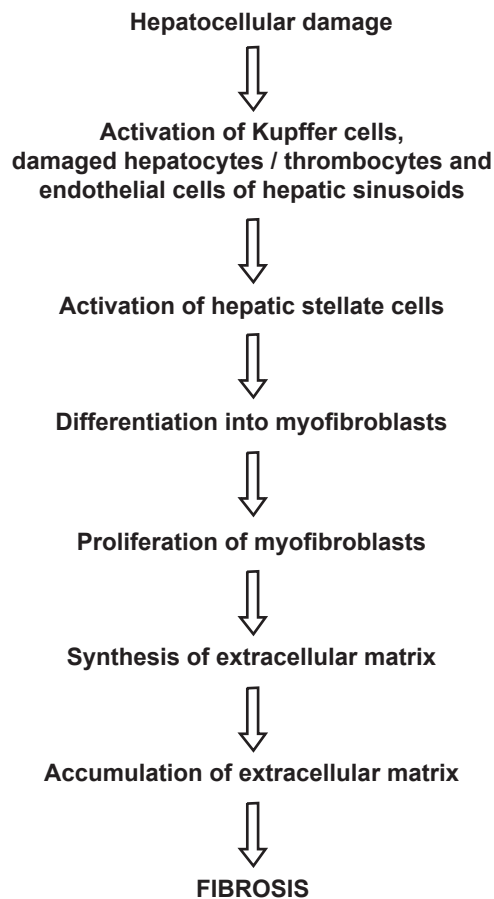 Hepatocellular damage
Activation of Kupffer cells,
damaged hepatocytes / thrombocytes and
endothelial cells of hepatic sinusoids
Activation of hepatic stellate cells
Differentiation into myofibroblasts
Proliferation of myofibroblasts
Synthesis of extracellular matrix
Accumulation of extracellular matrix
FIBROSIS